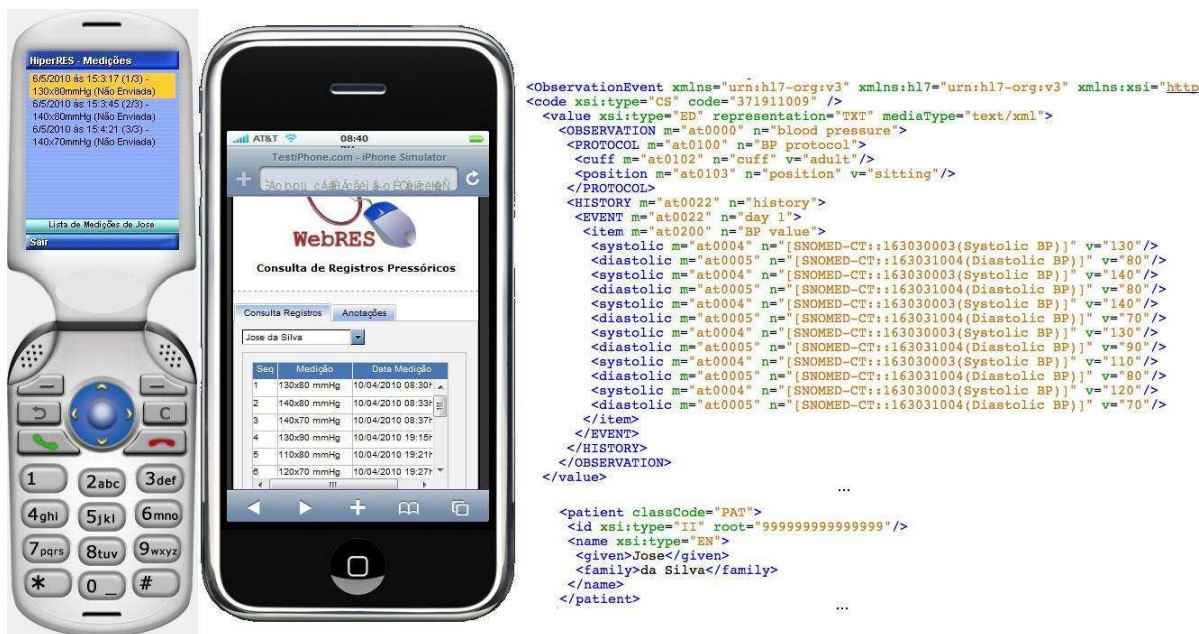 HiperRES - Medições
6/5/2010 às 15:3:17 (1/3) -
130x80mmHg (Não Enviada)
6/5/2010 às 15:3:45 (2/3) -
140x80mmHg (Não Enviada)
6/5/2010 às 15:4:21 (3/3) -
140x70mmHg (Não Enviada)
Lista de Medições de Jose
Sair
C
1
2abc
3def
4ghi
5jkl
6mno
7pqrs
8tuv
9wxyz
*
0 _
#
AT&T
08:40
TestiPhone.com - iPhone Simulator
WebRES
Consulta de Registros Pressóricos
Consulta Registros
Anotações
Jose da Silva
Seq Medição Data Medição
1 130x80 mmHg 10/04/2010 08:30h
2 140x80 mmHg 10/04/2010 08:33h
3 140x70 mmHg 10/04/2010 08:37h
4 130x90 mmHg 10/04/2010 19:15h
5 110x80 mmHg 10/04/2010 19:21h
6 120x70 mmHg 10/04/2010 19:27h
<ObservationEvent xmlns="urn:hl7-org:v3" xmlns:hl7="urn:hl7-org:v3" xmlns:xsi="http
<code xsi:type="CS" code="371911009" />
<value xsi:type="ED" representation="TXT" mediaType="text/xml">
<OBSERVATION m="at0000" n="blood pressure">
<PROTOCOL m="at0100" n="BP protocol">
<cuff m="at0102" n="cuff" v="adult"/>
<position m="at0103" n="position" v="sitting"/>
</PROTOCOL>
<HISTORY m="at0022" n="history">
<EVENT m="at0022" n="day 1">
<item m="at0200" n="BP value">
<systolic m="at0004" n="[SNOMED-CT::163030003(Systolic BP)]" v="130"/>
<diastolic m="at0005" n="[SNOMED-CT::163031004(Diastolic BP)]" v="80"/>
<systolic m="at0004" n="[SNOMED-CT::163030003(Systolic BP)]" v="140"/>
<diastolic m="at0005" n="[SNOMED-CT::163031004(Diastolic BP)]" v="80"/>
<systolic m="at0004" n="[SNOMED-CT::163030003(Systolic BP)]" v="140"/>
<diastolic m="at0005" n="[SNOMED-CT::163031004(Diastolic BP)]" v="70"/>
<systolic m="at0004" n="[SNOMED-CT::163030003(Systolic BP)]" v="130"/>
<diastolic m="at0005" n="[SNOMED-CT::163031004(Diastolic BP)]" v="90"/>
<systolic m="at0004" n="[SNOMED-CT::163030003(Systolic BP)]" v="110"/>
<diastolic m="at0005" n="[SNOMED-CT::163031004(Diastolic BP)]" v="80"/>
<systolic m="at0004" n="[SNOMED-CT::163030003(Systolic BP)]" v="120"/>
<diastolic m="at0005" n="[SNOMED-CT::163031004(Diastolic BP)]" v="70"/>
</item>
</EVENT>
</HISTORY>
</OBSERVATION>
</value>
...
<patient classCode="PAT">
<id xsi:type="II" root="999999999999999"/>
<name xsi:type="EN">
<given>Jose</given>
<family>da Silva</family>
</name>
</patient>
...